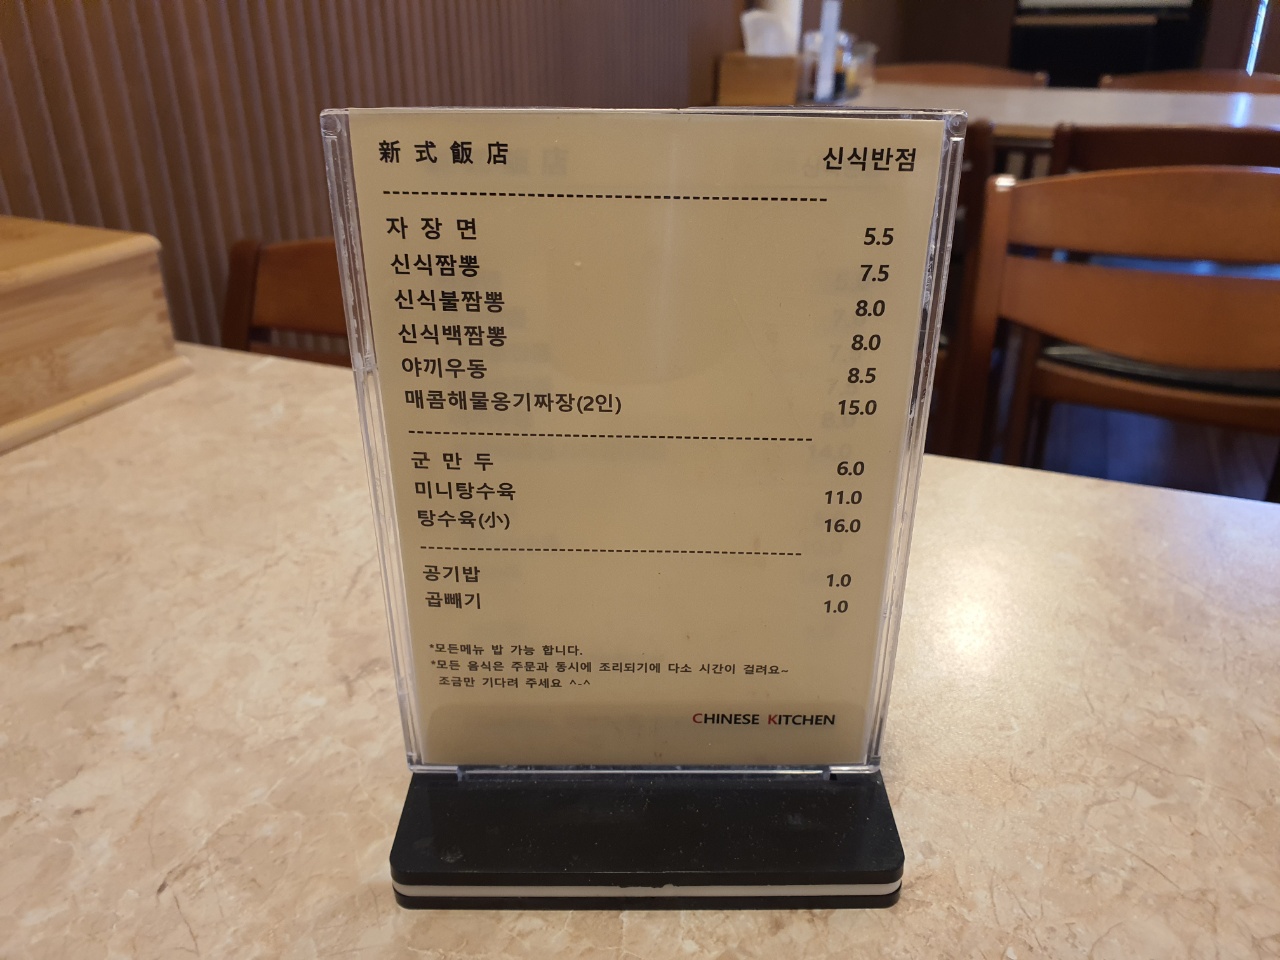 新 式 飯 店 신식반점
자 장 면 5.5
신식짬뽕 7.5
신식불짬뽕 8.0
신식백짬뽕 8.0
야끼우동 8.5
매콤해물옹기짜장(2인) 15.0
군 만 두 6.0
미니탕수육 11.0
탕수육(小) 16.0
공기밥 1.0
곱빼기 1.0
*모든메뉴 밥 가능 합니다.
*모든 음식은 주문과 동시에 조리되기에 다소 시간이 걸려요~
조금만 기다려 주세요 ^-^
CHINESE KITCHEN